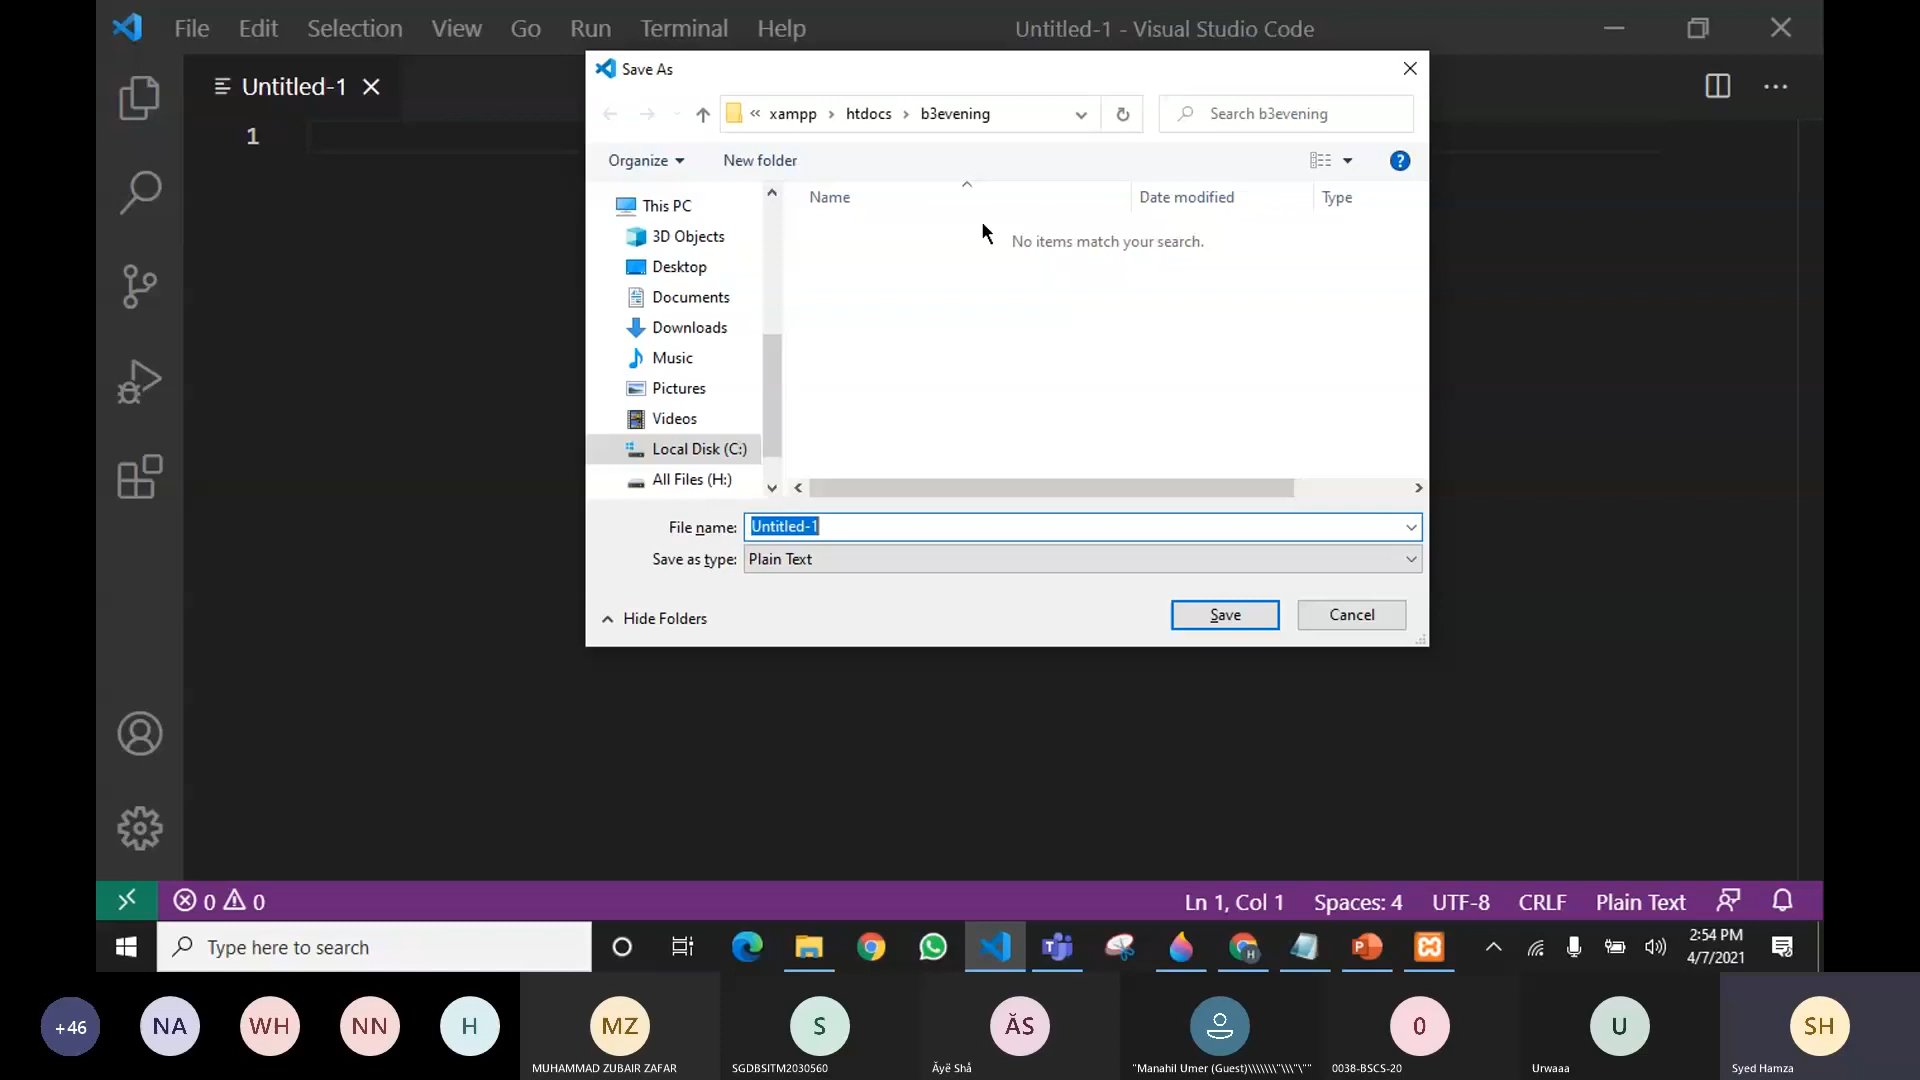 File Edit Selection View Go Run Terminal Help Untitled-1 - Visual Studio Code
Untitled-1
1
Save As
« xampp › htdocs › b3evening
Search b3evening
Organize New folder
Name Date modified Type
No items match your search.
This PC
3D Objects
Desktop
Documents
Downloads
Music
Pictures
Videos
Local Disk (C:)
All Files (H:)
File name: Untitled-1
Save as type: Plain Text
Hide Folders Save Cancel
0 0 Ln 1, Col 1 Spaces: 4 UTF-8 CRLF Plain Text
Type here to search
2:54 PM
4/7/2021
+46 NA WH NN H MZ S ĂS 0 U SH
MUHAMMAD ZUBAIR ZAFAR SGDBSITM2030560 Ăyë Shå "Manahil Umer (Guest)\\\\\\\"\\\"\"" 0038-BSCS-20 Urwaaa Syed Hamza